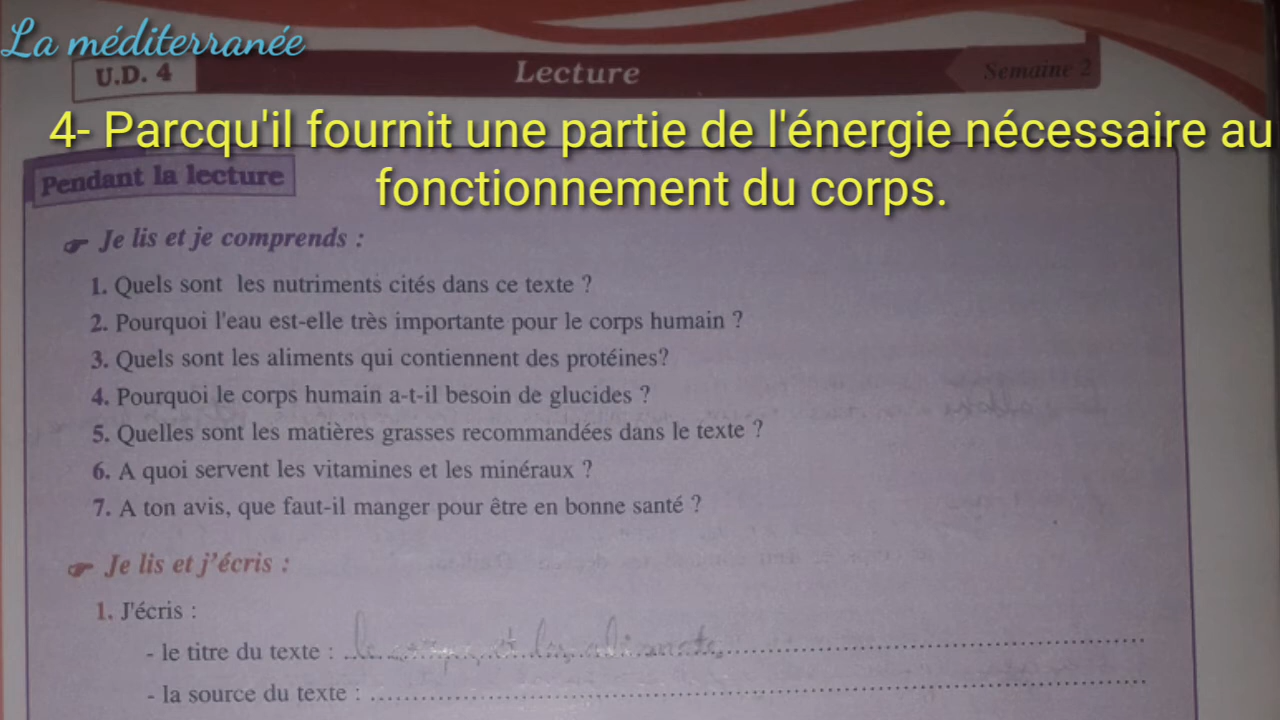 La méditerranée
U.D. 4
Lecture
Semaine 2
4- Parcqu'il fournit une partie de l'énergie nécessaire au
fonctionnement du corps.
Pendant la lecture
Je lis et je comprends :
1. Quels sont les nutriments cités dans ce texte ?
2. Pourquoi l'eau est-elle très importante pour le corps humain ?
3. Quels sont les aliments qui contiennent des protéines?
4. Pourquoi le corps humain a-t-il besoin de glucides ?
5. Quelles sont les matières grasses recommandées dans le texte ?
6. A quoi servent les vitamines et les minéraux ?
7. A ton avis, que faut-il manger pour être en bonne santé ?
Je lis et j'écris :
1. J'écris :
- le titre du texte : le corps et les aliments
- la source du texte :